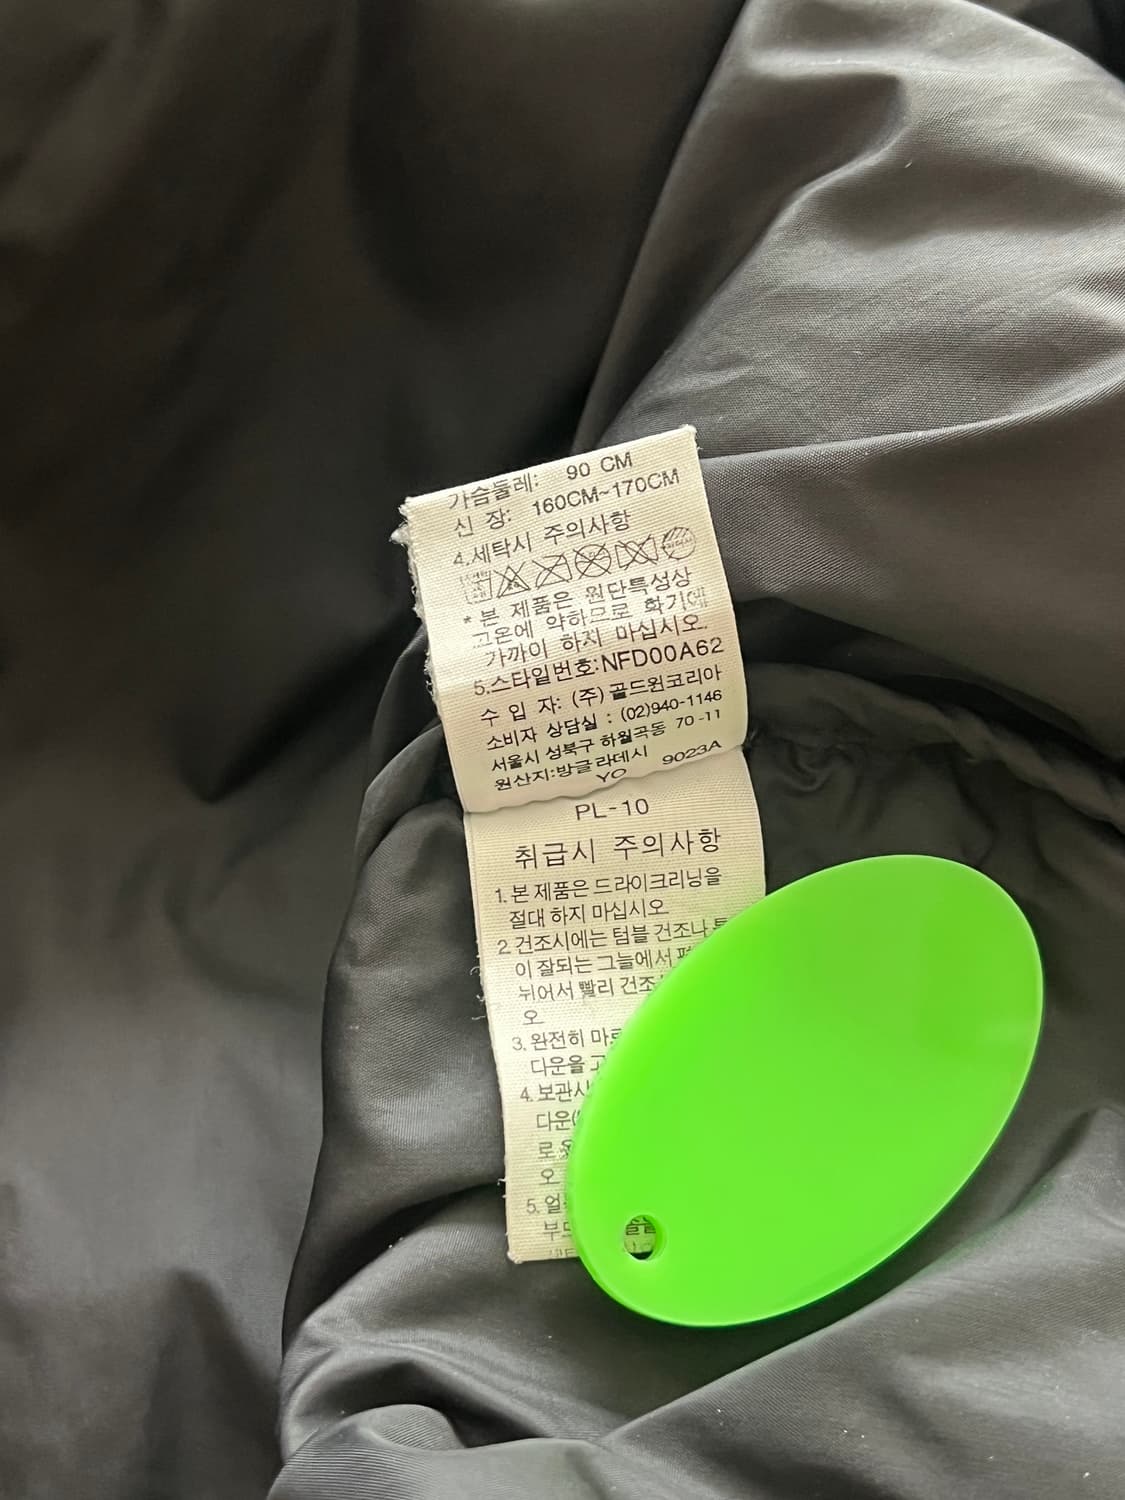 가슴둘레: 90 CM
신 장: 160CM~170CM
4.세탁시 주의사항
* 본 제품은 원단특성상
고온에 약하므로 화기에
가까이 하지 마십시오.
5.스타일번호:NFD00A62
수 입 자: (주) 골드윈코리아
소비자 상담실 : (02)940-1146
서울시 성북구 하월곡동 70-11
원산지:방글라데시 9023A
YO
PL-10
취급시 주의사항
1. 본 제품은 드라이크리닝을
절대 하지 마십시오
2. 건조시에는 텀블 건조나
이 잘되는 그늘에서
뉘어서 빨리
오
3. 완전히
다운을
4. 보관시
다운
로
오
5.